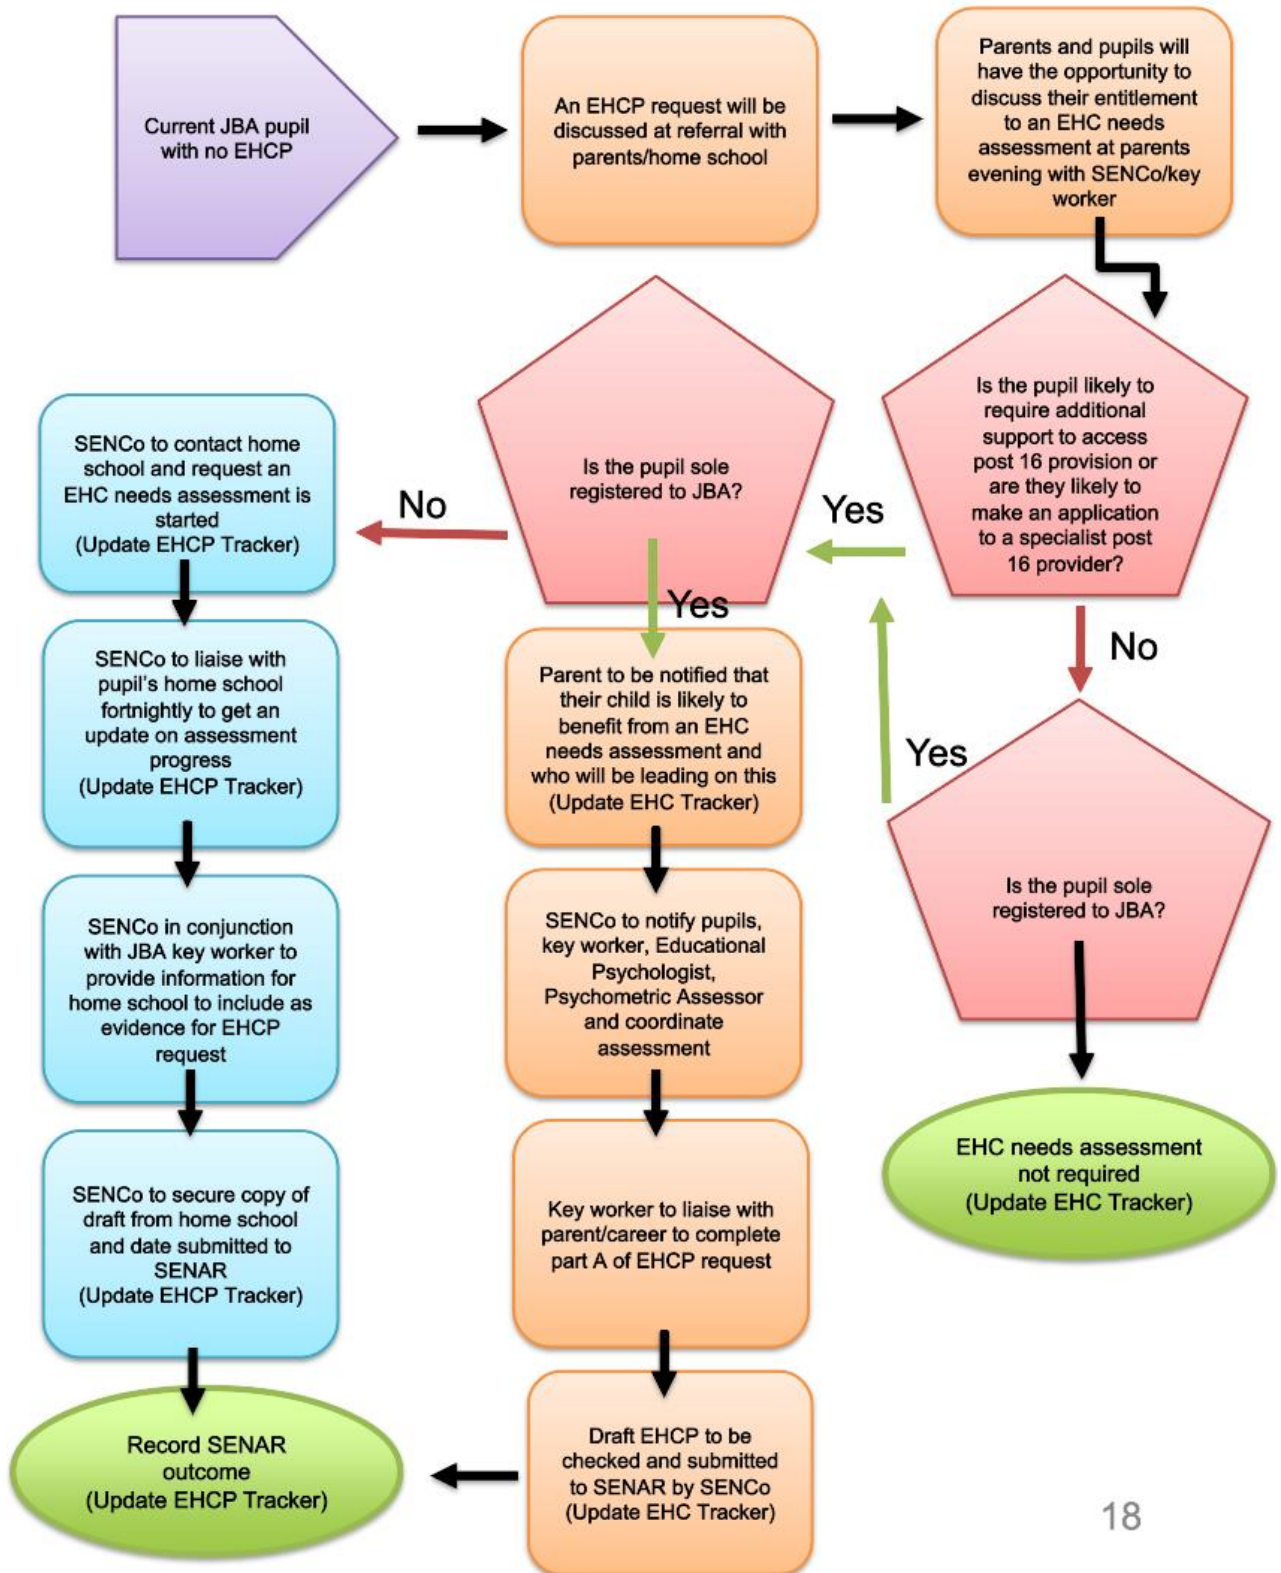 Current JBA pupil
with no EHCP
An EHCP request will be
discussed at referral with
parents/home school
Parents and pupils will
have the opportunity to
discuss their entitlement
to an EHC needs
assessment at parents
evening with SENCo/key
worker
Is the pupil likely to
require additional
support to access
post 16 provision or
are they likely to
make an application
to a specialist post
16 provider?
Yes
No
Is the pupil sole
registered to JBA?
No
Yes
SENCo to contact home
school and request an
EHC needs assessment is
started
(Update EHCP Tracker)
SENCo to liaise with
pupil's home school
fortnightly to get an
update on assessment
progress
(Update EHCP Tracker)
SENCo in conjunction
with JBA key worker to
provide information for
home school to include as
evidence for EHCP
request
SENCo to secure copy of
draft from home school
and date submitted to
SENAR
(Update EHCP Tracker)
Record SENAR
outcome
(Update EHCP Tracker)
Parent to be notified that
their child is likely to
benefit from an EHC
needs assessment and
who will be leading on this
(Update EHC Tracker)
SENCo to notify pupils,
key worker, Educational
Psychologist,
Psychometric Assessor
and coordinate
assessment
Key worker to liaise with
parent/career to complete
part A of EHCP request
Draft EHCP to be
checked and submitted
to SENAR by SENCo
(Update EHC Tracker)
Yes
Is the pupil sole
registered to JBA?
EHC needs assessment
not required
(Update EHC Tracker)
18